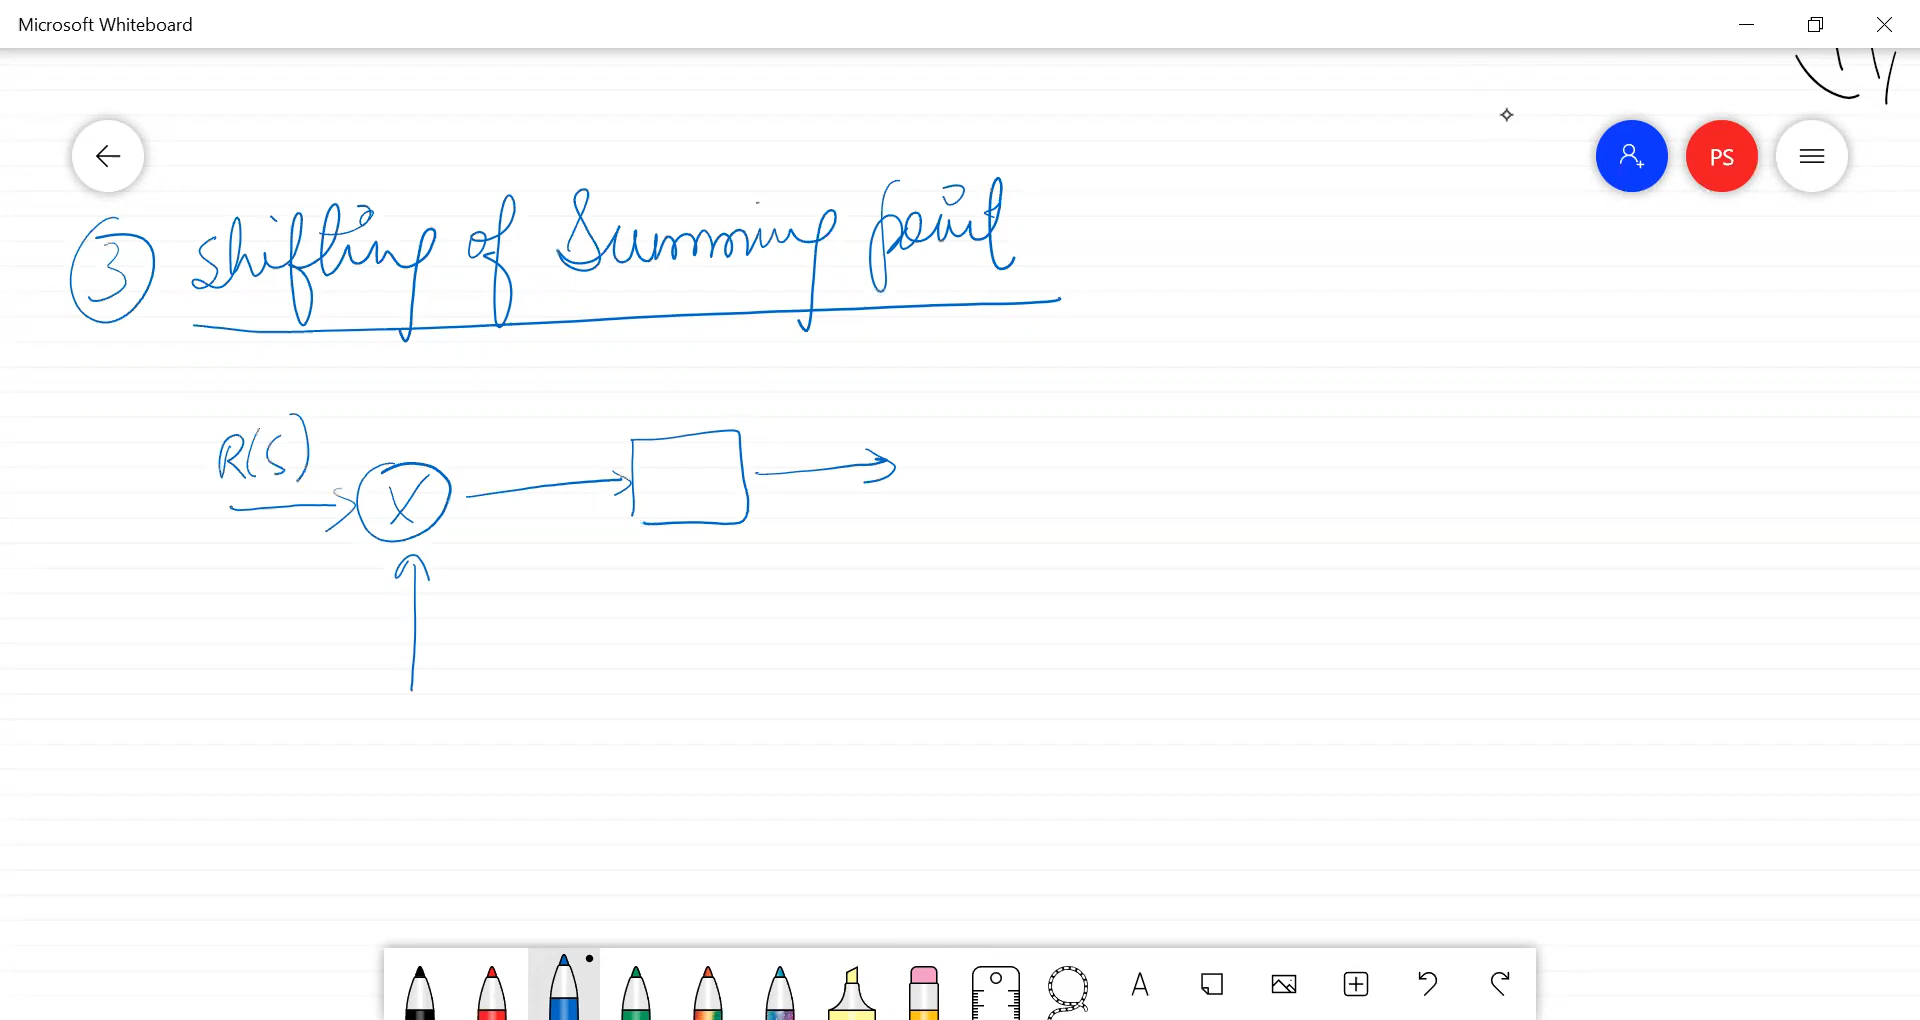 Microsoft Whiteboard
PS
3 shifting of Summing point
R(S)
X
A